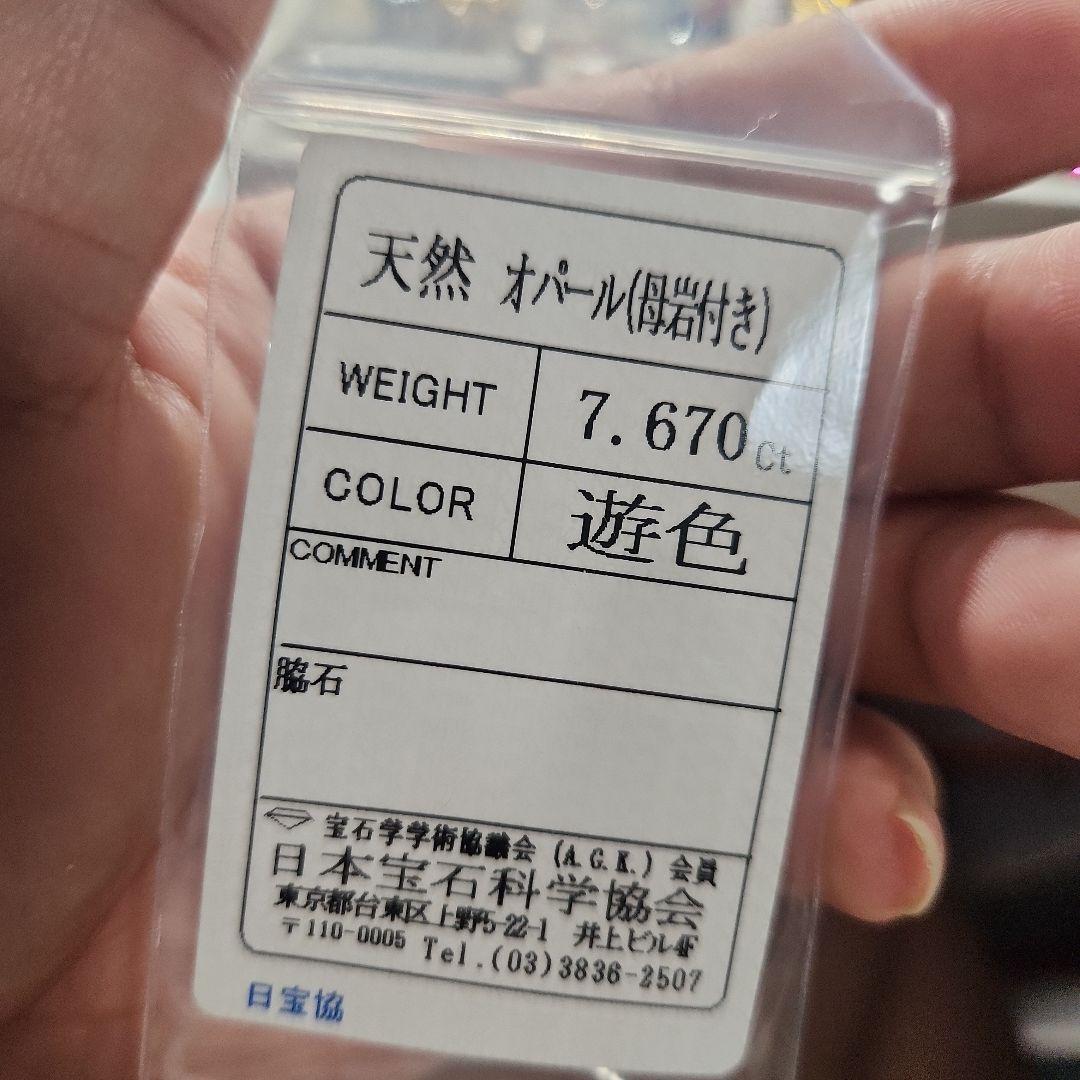 天然 オパール(母岩付き)
WEIGHT 7.670ct
COLOR 遊色
COMMENT
脇石
宝石学学術協議会 (A.G.K.) 会員
日本宝石科学協会
東京都台東区上野5-22-1 井上ビル4F
〒110-0005 Tel.(03)3836-2507
日宝協